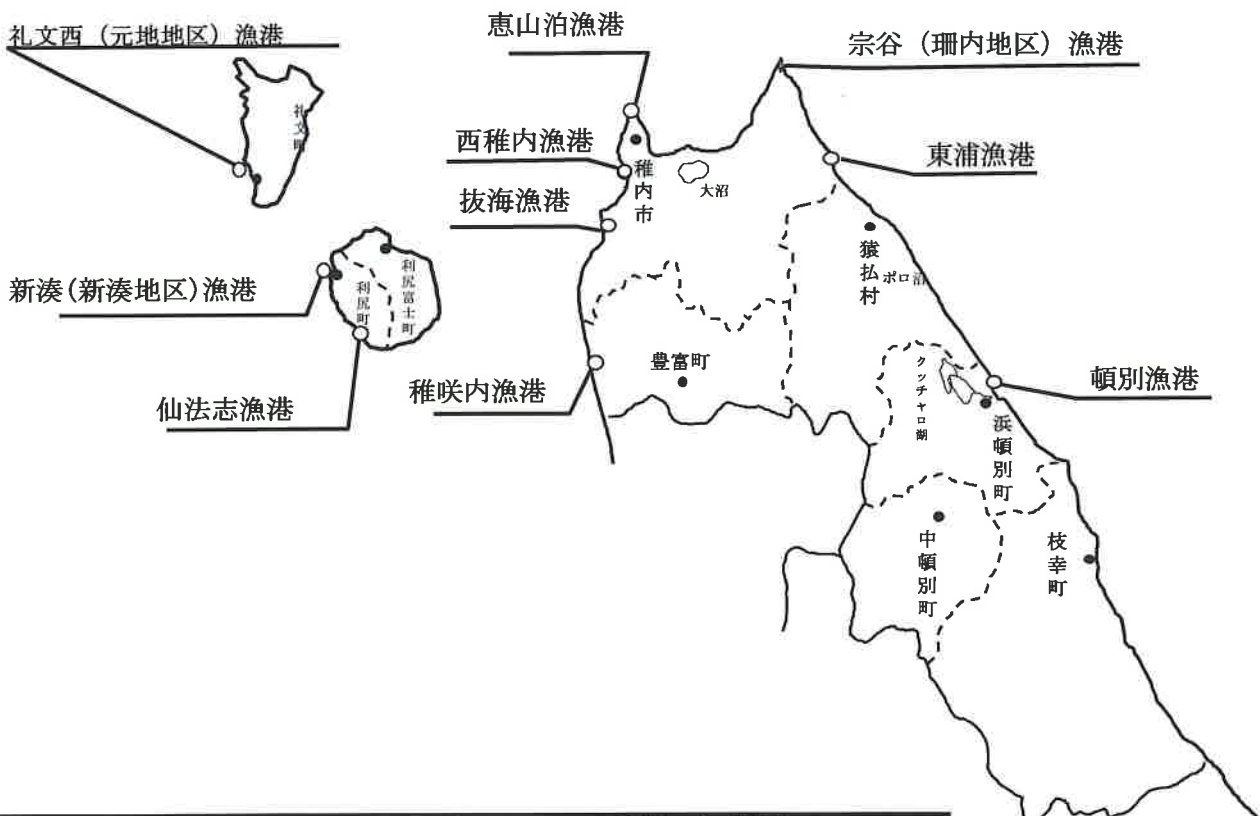 礼文西（元地地区）漁港
恵山泊漁港
宗谷（珊内地区）漁港
礼文町
西稚内漁港
稚内市
大沼
東浦漁港
抜海漁港
猿払村
ポロ沼
新湊(新湊地区)漁港
利尻町
利尻富士町
豊富町
稚咲内漁港
クッチャロ湖
頓別漁港
仙法志漁港
浜頓別町
中頓別町
枝幸町